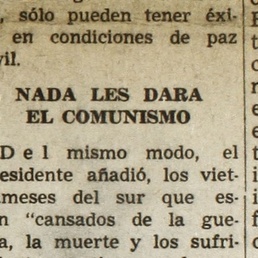 , sólo pueden tener éxi-
en condiciones de paz
vil.
NADA LES DARA
EL COMUNISMO
Del mismo modo, el
esidente añadió, los viet-
meses del sur que es-
n "cansados de la gue-
a, la muerte y los sufri-